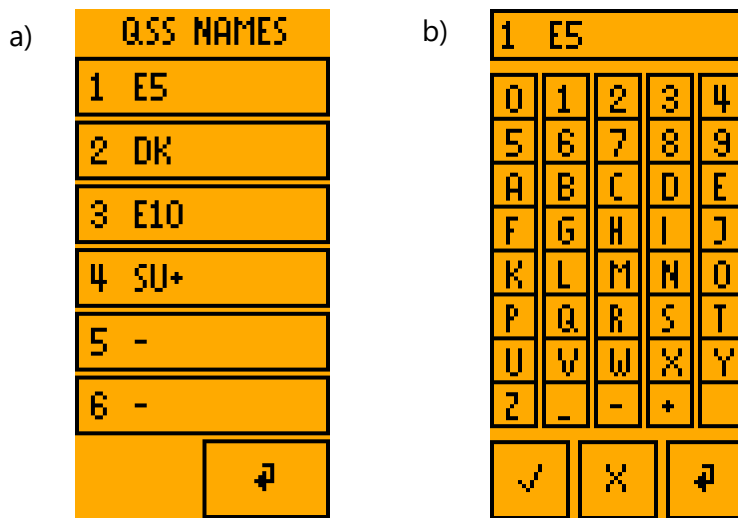 a)
QSS NAMES
1 E5
2 DK
3 E10
4 SU+
5 -
6 -
b)
1 E5
0 1 2 3 4
5 6 7 8 9
A B C D E
F G H I J
K L M N O
P Q R S T
U V W X Y
Z _ - +